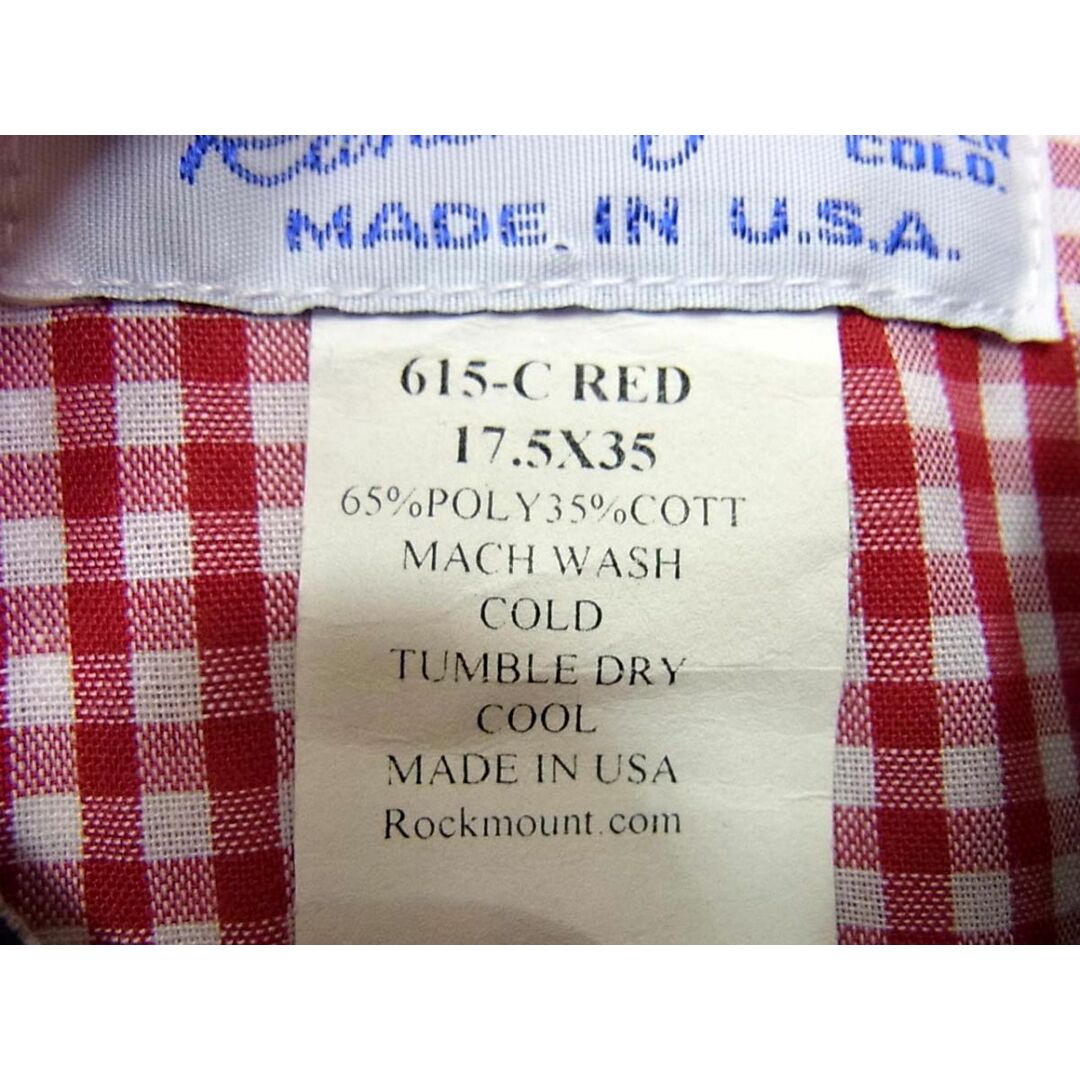 COLD.
MADE IN U.S.A.
615-C RED
17.5X35
65%POLY35%COTT
MACH WASH
COLD
TUMBLE DRY
COOL
MADE IN USA
Rockmount.com